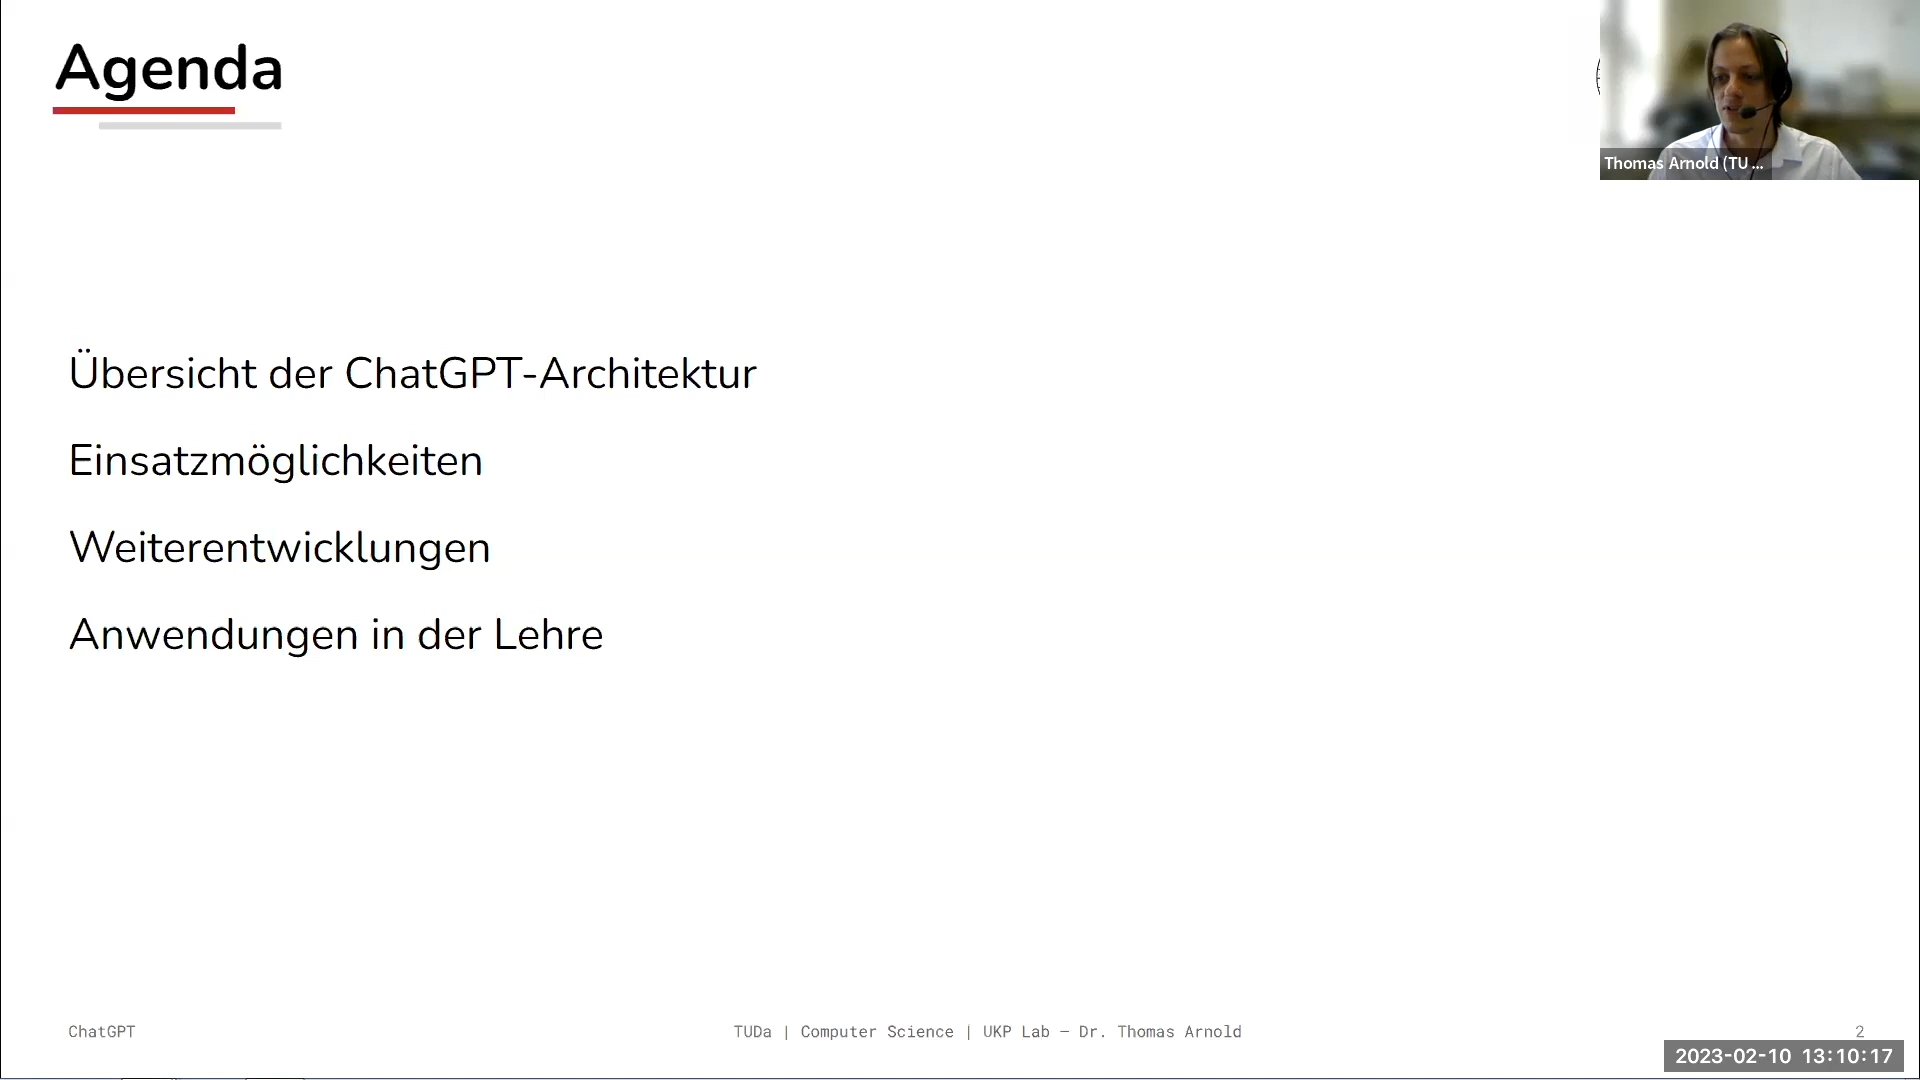 Agenda
Thomas Arnold (TU ...
Übersicht der ChatGPT-Architektur
Einsatzmöglichkeiten
Weiterentwicklungen
Anwendungen in der Lehre
ChatGPT
TUDa | Computer Science | UKP Lab – Dr. Thomas Arnold
2
2023-02-10 13:10:17